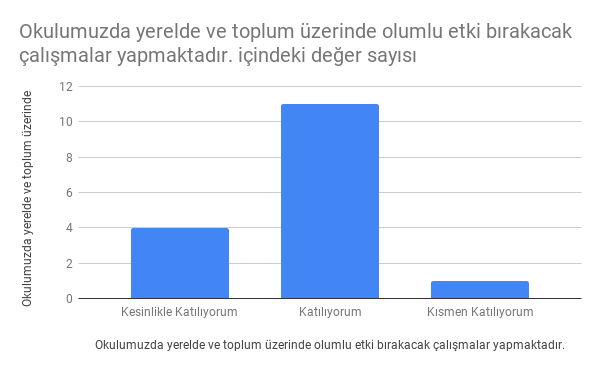 Okulumuzda yerelde ve toplum üzerinde olumlu etki bırakacak
çalışmalar yapmaktadır. içindeki değer sayısı
Okulumuzda yerelde ve toplum üzerinde
12
10
8
6
4
2
0
Kesinlikle Katılıyorum
Katılıyorum
Kısmen Katılıyorum
Okulumuzda yerelde ve toplum üzerinde olumlu etki bırakacak çalışmalar yapmaktadır.